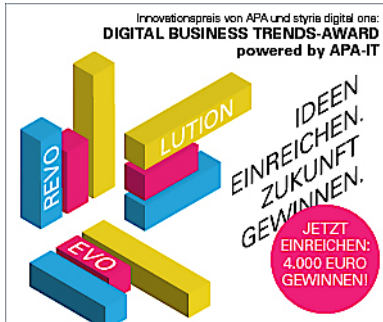 Innovationspreis von APA und styria digital one:
DIGITAL BUSINESS TRENDS-AWARD
powered by APA-IT
REVO
LUTION
EVO
IDEEN
EINREICHEN.
ZUKUNFT
GEWINNEN.
JETZT
EINREICHEN:
4.000 EURO
GEWINNEN!